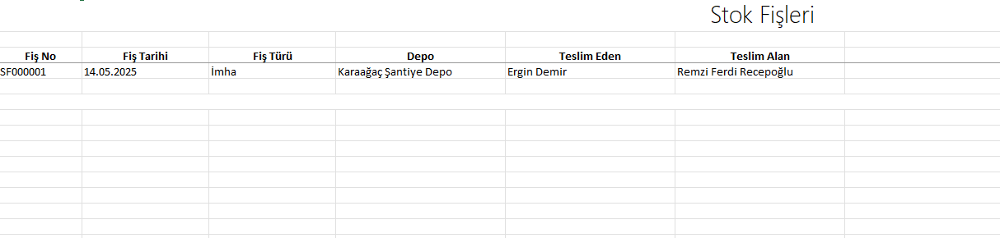 Stok Fişleri
Fiş No Fiş Tarihi Fiş Türü Depo Teslim Eden Teslim Alan
SF000001 14.05.2025 İmha Karaağaç Şantiye Depo Ergin Demir Remzi Ferdi Recepoğlu